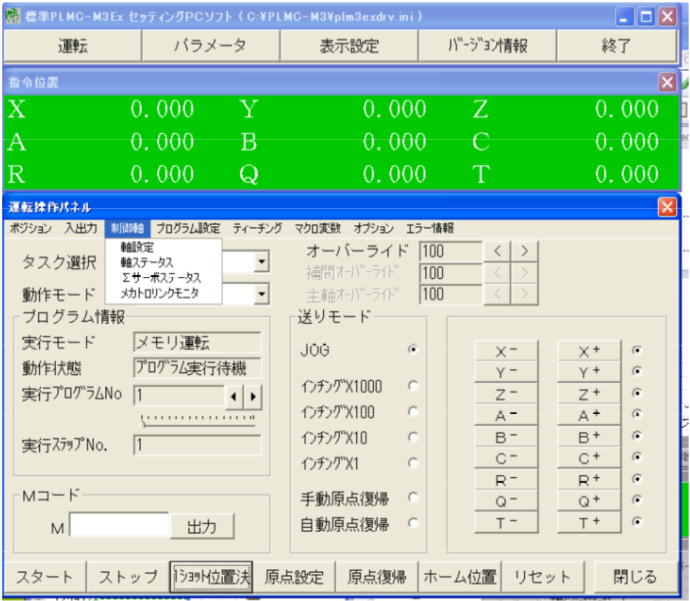 標準PLMC-M3Ex セッティングPCソフト ( C:¥PLMC-M3¥plm3exdrv.ini )
運転 パラメータ 表示設定 バージョン情報 終了
指令位置
X 0.000 Y 0.000 Z 0.000
A 0.000 B 0.000 C 0.000
R 0.000 Q 0.000 T 0.000
運転操作パネル
ポジション 入出力 制御軸 プログラム設定 ティーチング マクロ変数 オプション エラー情報
軸設定
軸ステータス
Σサーボステータス
メカトロリンクモニタ
タスク選択
動作モード
オーバーライド 100 < >
補間オーバーライド 100 < >
主軸オーバーライド 100 < >
プログラム情報
実行モード メモリ運転
動作状態 プログラム実行待機
実行プログラムNo 1
実行ステップNo. 1
Mコード
M 出力
送りモード
JOG
インチングX1000
インチングX100
インチングX10
インチングX1
手動原点復帰
自動原点復帰
X- X+
Y- Y+
Z- Z+
A- A+
B- B+
C- C+
R- R+
Q- Q+
T- T+
スタート ストップ 1ショット位置決 原点設定 原点復帰 ホーム位置 リセット 閉じる